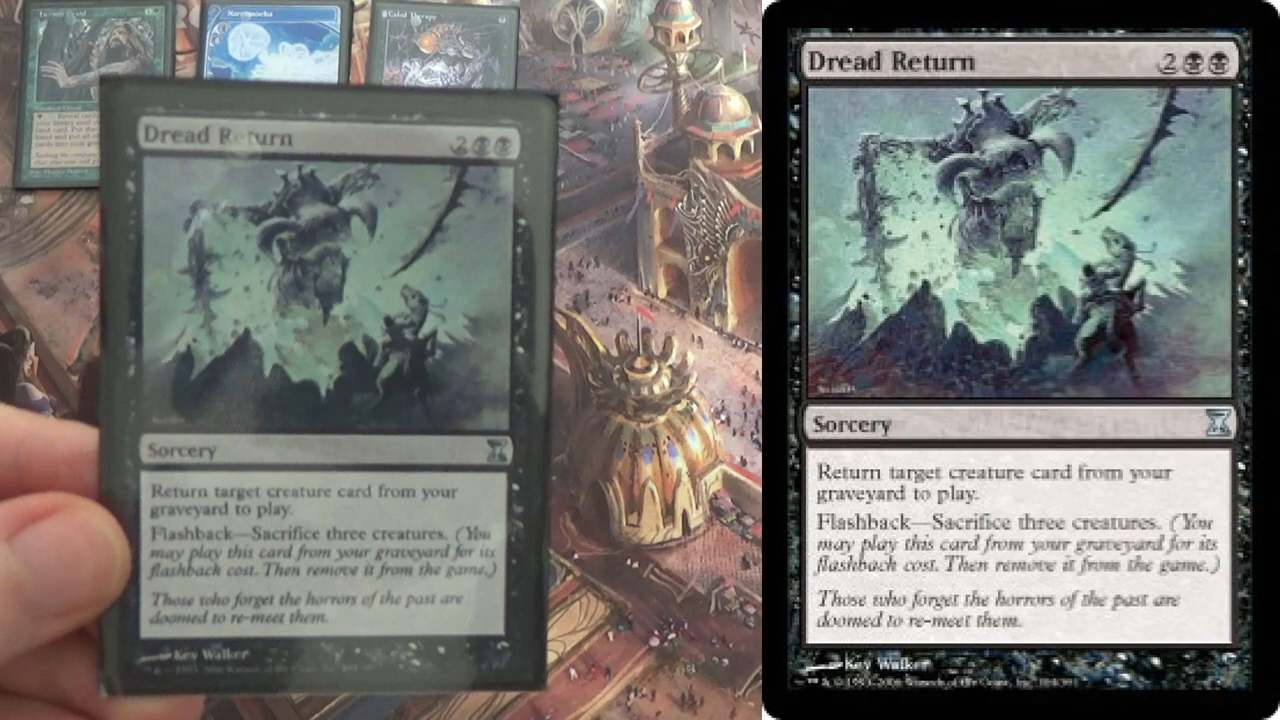 Narcomoeba
Cabal Therapy
Dread Return
2
Sorcery
Return target creature card from your
graveyard to play.
Flashback—Sacrifice three creatures. (You
may play this card from your graveyard for its
flashback cost. Then remove it from the game.)
Those who forget the horrors of the past are
doomed to re-meet them.
Kev Walker
Dread Return
2
Sorcery
Return target creature card from your
graveyard to play.
Flashback—Sacrifice three creatures. (You
may play this card from your graveyard for its
flashback cost. Then remove it from the game.)
Those who forget the horrors of the past are
doomed to re-meet them.
Kev Walker